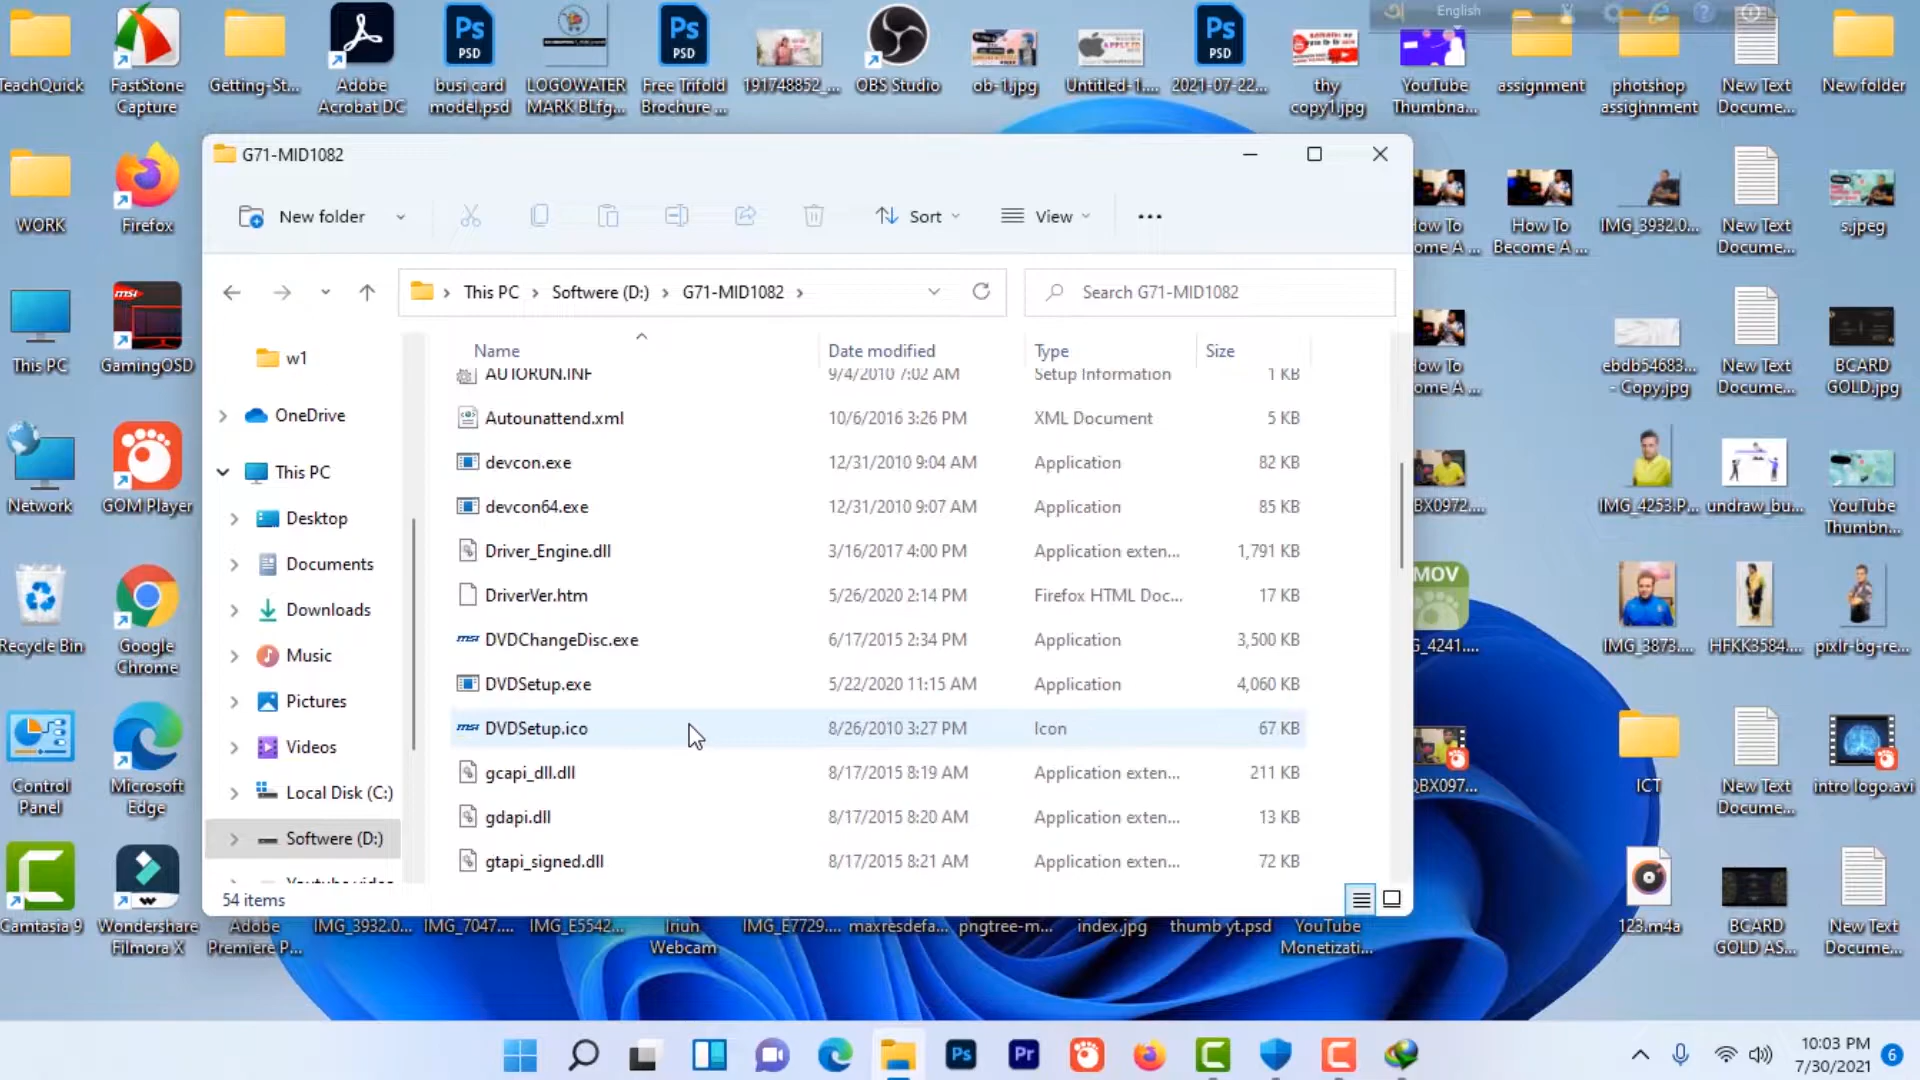 English
TeachQuick
FastStone
Capture
Getting-St...
Adobe
Acrobat DC
busi card
model.psd
LOGOWATER
MARK BLfg...
Free Trifold
Brochure ...
191748852_...
OBS Studio
ob-1.jpg
Untitled-1....
2021-07-22...
thy
copy1.jpg
YouTube
Thumbna...
assignment
photshop
assighnment
New Text
Docume...
New folder
G71-MID1082
New folder
Sort
View
This PC
Softwere (D:)
G71-MID1082
Search G71-MID1082
Name
Date modified
Type
Size
AUTORUN.INF 9/4/2010 7:02 AM Setup Information 1 KB
Autounattend.xml 10/6/2016 3:26 PM XML Document 5 KB
devcon.exe 12/31/2010 9:04 AM Application 82 KB
devcon64.exe 12/31/2010 9:07 AM Application 85 KB
Driver_Engine.dll 3/16/2017 4:00 PM Application exten... 1,791 KB
DriverVer.htm 5/26/2020 2:14 PM Firefox HTML Doc... 17 KB
msi DVDChangeDisc.exe 6/17/2015 2:34 PM Application 3,500 KB
DVDSetup.exe 5/22/2020 11:15 AM Application 4,060 KB
msi DVDSetup.ico 8/26/2010 3:27 PM Icon 67 KB
gcapi_dll.dll 8/17/2015 8:19 AM Application exten... 211 KB
gdapi.dll 8/17/2015 8:20 AM Application exten... 13 KB
gtapi_signed.dll 8/17/2015 8:21 AM Application exten... 72 KB
w1
OneDrive
This PC
Desktop
Documents
Downloads
Music
Pictures
Videos
Local Disk (C:)
Softwere (D:)
54 items
WORK
Firefox
This PC
GamingOSD
Network
GOM Player
Recycle Bin
Google
Chrome
Control
Panel
Microsoft
Edge
Camtasia 9
Wondershare
Filmora X
Adobe
Premiere P...
IMG_3932.0...
IMG_7047....
IMG_E5542...
Iriun
Webcam
IMG_E7729....
maxresdefa...
pngtree-m...
index.jpg
thumb yt.psd
YouTube
Monetizati...
How To
Become A ...
IMG_3932.0...
New Text
Docume...
s.jpeg
ebdb54683...
- Copy.jpg
New Text
Docume...
BCARD
GOLD.jpg
BX0972....
IMG_4253.P...
undraw_bu...
YouTube
Thumbn...
MOV
IMG_3873....
HFKK3584....
pixlr-bg-re...
QBX097...
ICT
New Text
Docume...
intro logo.avi
123.m4a
BCARD
GOLD AS...
New Text
Docume...
10:03 PM
7/30/2021
6